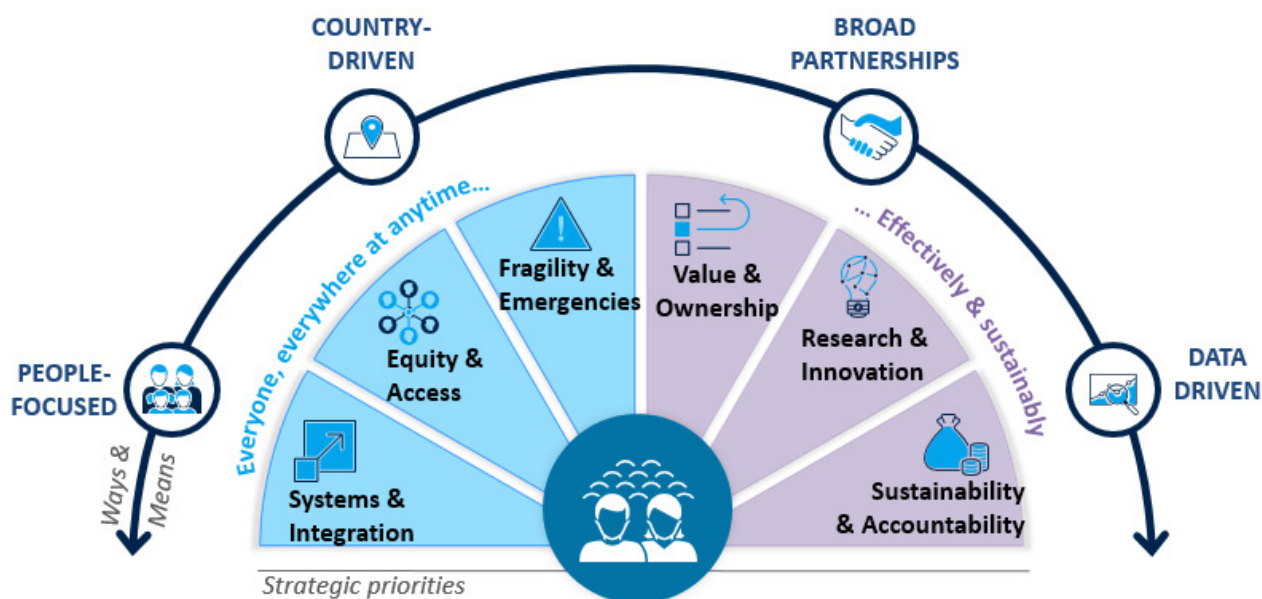 COUNTRY-
DRIVEN
BROAD
PARTNERSHIPS
PEOPLE-
FOCUSED
DATA
DRIVEN
Ways &
Means
Everyone, everywhere at anytime...
... Effectively & sustainably
Systems &
Integration
Equity &
Access
Fragility &
Emergencies
Value &
Ownership
Research &
Innovation
Sustainability
& Accountability
Strategic priorities